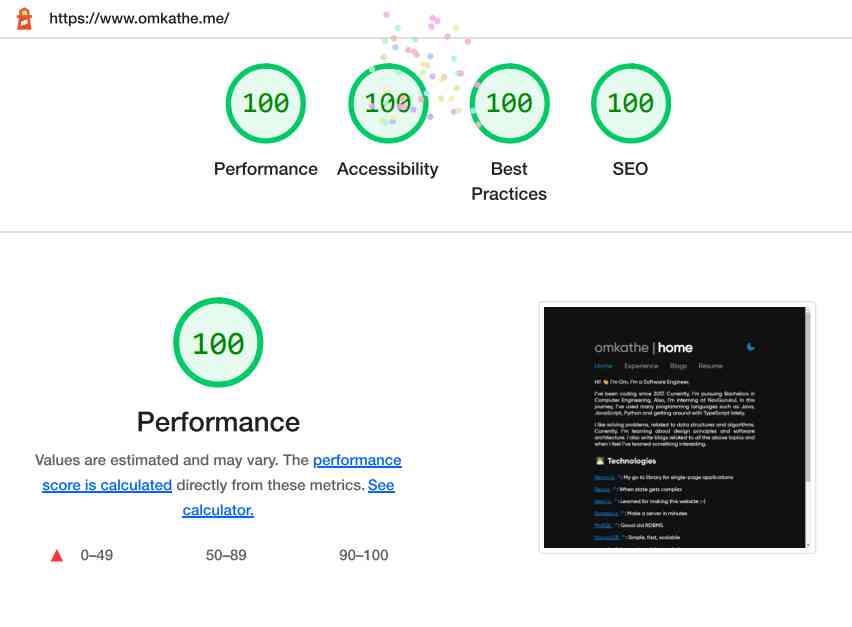 https://www.omkathe.me/
100
100
100
100
Performance
Accessibility
Best
Practices
SEO
100
Performance
Values are estimated and may vary. The performance
score is calculated directly from these metrics. See
calculator.
0–49
50–89
90–100
omkathe | home
Home Experience Blogs Resume
Hi! I'm Om, I'm a Software Engineer.
I've been coding since 2017. Currently, I'm pursuing Bachelors in
Computer Engineering. Also, I'm interning at NavGurukul. In this
journey, I've used many programming languages such as Java,
JavaScript, Python and getting around with TypeScript lately.
I like solving problems, related to data structures and algorithms.
Currently, I'm learning about design principles and software
architecture. I also write blogs related to all the above topics and
when I feel I've learned something interesting.
Technologies
: My go to library for single-page applications
: When state gets complex
: Learned for making this website :-)
: Make a server in minutes
: Good old RDBMS
: Simple, fast, scalable